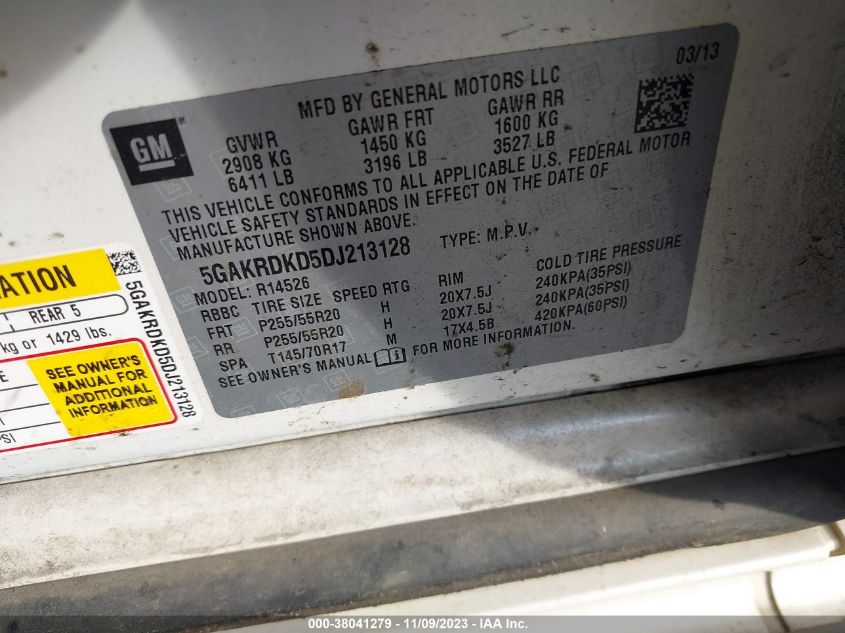 03/13
MFD BY GENERAL MOTORS LLC
GM
GVWR GAWR FRT GAWR RR
2908 KG 1450 KG 1600 KG
6411 LB 3196 LB 3527 LB
THIS VEHICLE CONFORMS TO ALL APPLICABLE U.S. FEDERAL MOTOR
VEHICLE SAFETY STANDARDS IN EFFECT ON THE DATE OF
MANUFACTURE SHOWN ABOVE.
5GAKRDKD5DJ213128 TYPE: M.P.V.
MODEL: R14526
RBBC TIRE SIZE SPEED RTG RIM COLD TIRE PRESSURE
FRT P255/55R20 H 20X7.5J 240KPA(35PSI)
RR P255/55R20 H 20X7.5J 240KPA(35PSI)
SPA T145/70R17 M 17X4.5B 420KPA(60PSI)
SEE OWNER'S MANUAL FOR MORE INFORMATION.
MATION
REAR 5
kg or 1429 lbs.
SEE OWNER'S
MANUAL FOR
ADDITIONAL
INFORMATION
5GAKRDKD5DJ213128
000-38041279 - 11/09/2023 - IAA Inc.